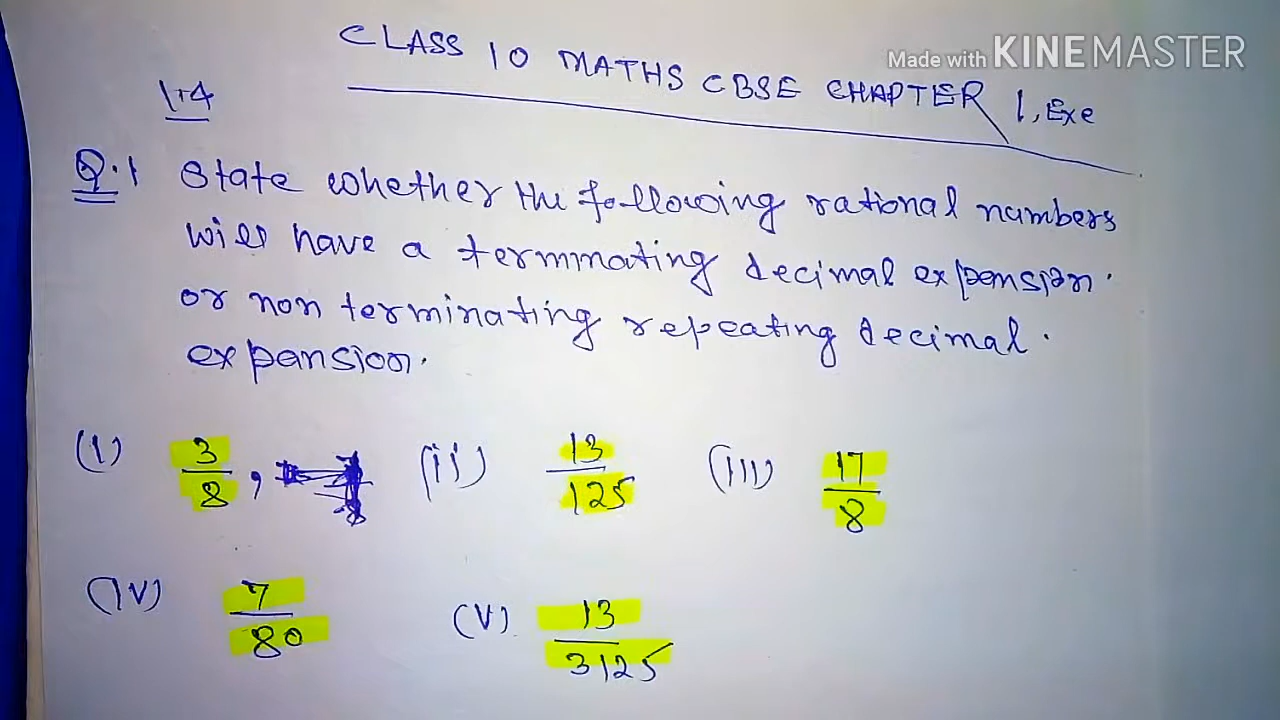 CLASS 10 MATHS CBSE CHAPTER 1, Exe
Made with KINEMASTER
1.4
Q.1 State whether the following rational numbers
will have a terminating decimal expension.
or non terminating repeating decimal.
expansion.
(i) 3/8, (ii) 13/125 (iii) 17/8
(iv) 7/80 (v) 13/3125